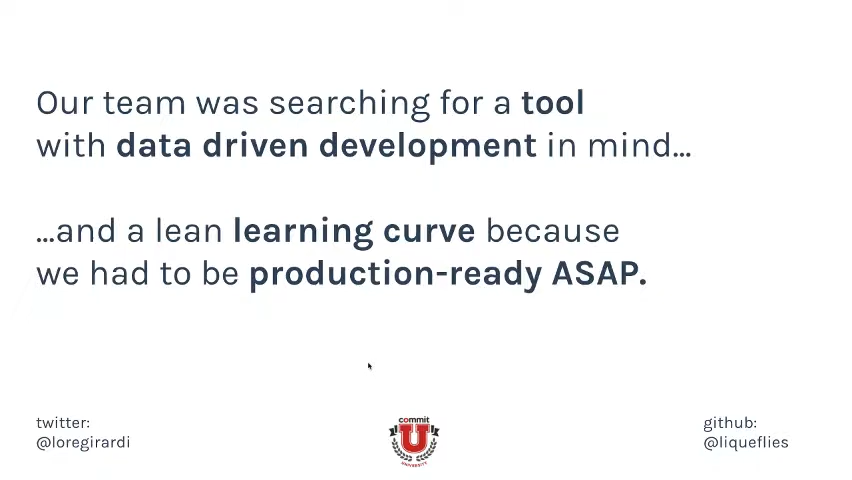 Our team was searching for a tool
with data driven development in mind...
...and a lean learning curve because
we had to be production-ready ASAP.
twitter:
@loregirardi
commit
U
UNIVERSITY
github:
@liqueflies